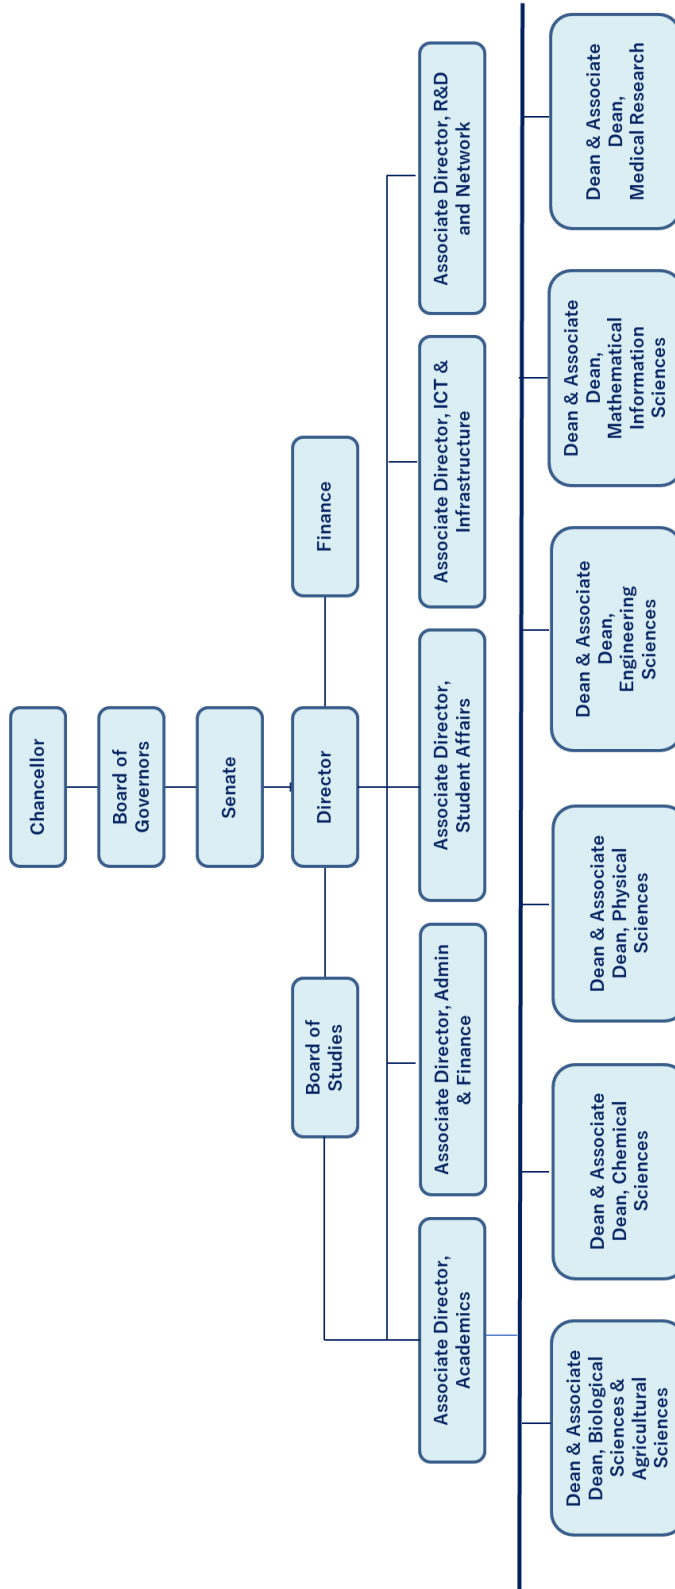 Chancellor
Board of
Governors
Senate
Board of
Studies
Director
Finance
Associate Director,
Academics
Associate Director, Admin
& Finance
Associate Director,
Student Affairs
Associate Director, ICT &
Infrastructure
Associate Director, R&D
and Network
Dean & Associate
Dean, Biological
Sciences &
Agricultural
Sciences
Dean & Associate
Dean, Chemical
Sciences
Dean & Associate
Dean, Physical
Sciences
Dean & Associate
Dean,
Engineering
Sciences
Dean & Associate
Dean,
Mathematical
Information
Sciences
Dean & Associate
Dean,
Medical Research